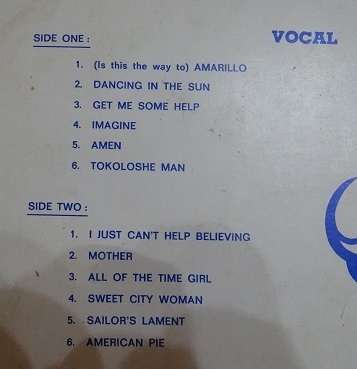 SIDE ONE : VOCAL
1. (Is this the way to) AMARILLO
2. DANCING IN THE SUN
3. GET ME SOME HELP
4. IMAGINE
5. AMEN
6. TOKOLOSHE MAN
SIDE TWO :
1. I JUST CAN'T HELP BELIEVING
2. MOTHER
3. ALL OF THE TIME GIRL
4. SWEET CITY WOMAN
5. SAILOR'S LAMENT
6. AMERICAN PIE